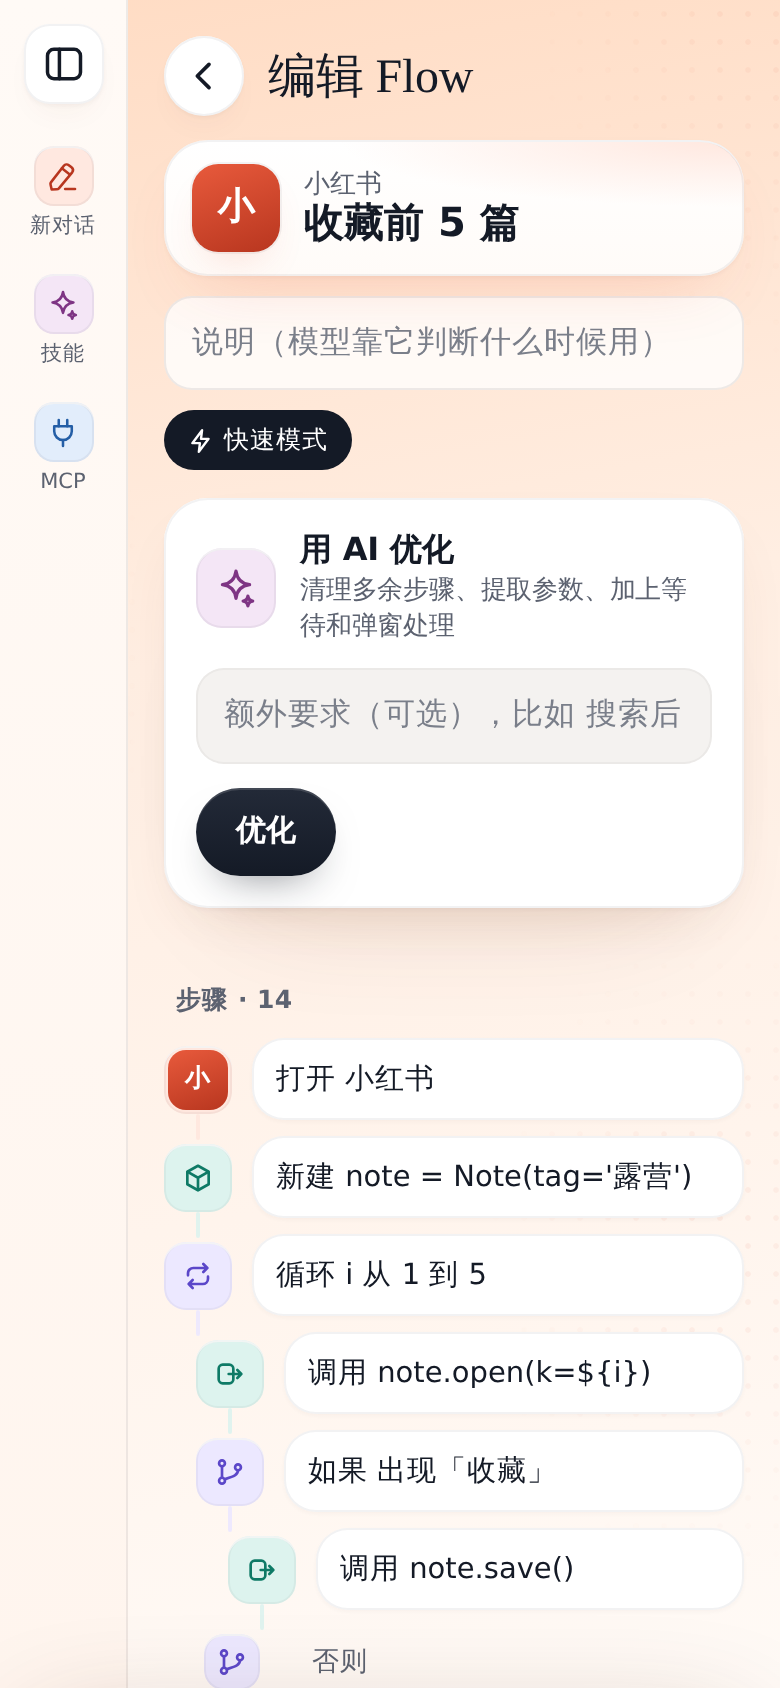 编辑 Flow
新对话
技能
MCP
小
小红书
收藏前 5 篇
说明（模型靠它判断什么时候用）
快速模式
用 AI 优化
清理多余步骤、提取参数、加上等
待和弹窗处理
额外要求（可选），比如 搜索后
优化
步骤 · 14
小
打开 小红书
新建 note = Note(tag='露营')
循环 i 从 1 到 5
调用 note.open(k=${i})
如果 出现「收藏」
调用 note.save()
否则